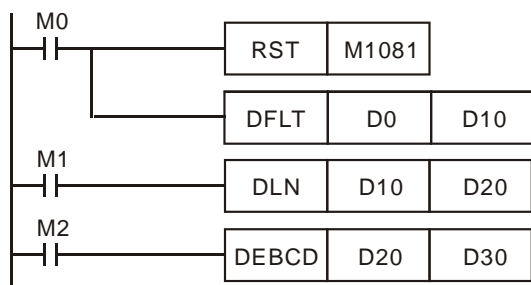 M0
RST M1081
DFLT D0 D10
M1
DLN D10 D20
M2
DEBCD D20 D30